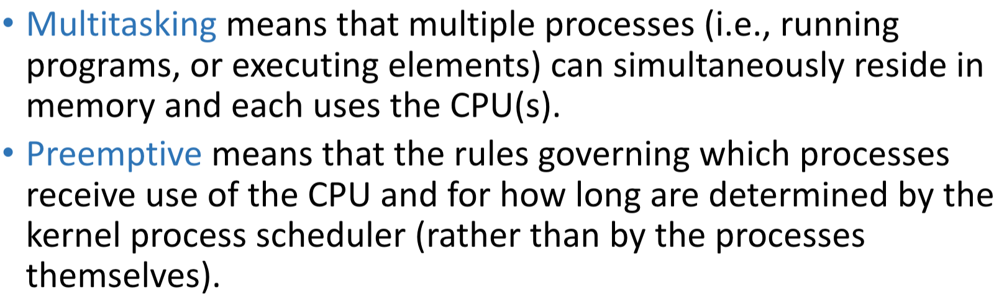 • Multitasking means that multiple processes (i.e., running
programs, or executing elements) can simultaneously reside in
memory and each uses the CPU(s).
• Preemptive means that the rules governing which processes
receive use of the CPU and for how long are determined by the
kernel process scheduler (rather than by the processes
themselves).